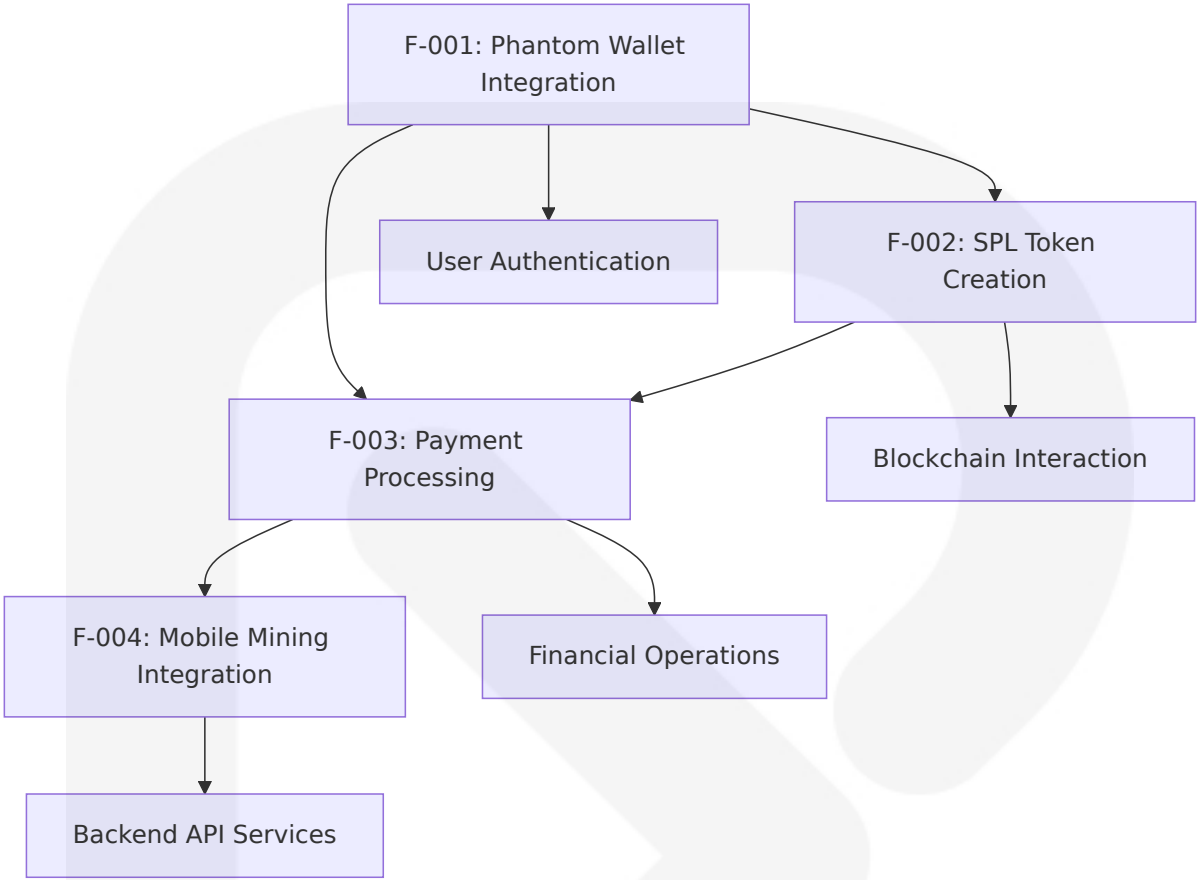 F-001: Phantom Wallet
Integration
User Authentication
F-002: SPL Token
Creation
F-003: Payment
Processing
Blockchain Interaction
F-004: Mobile Mining
Integration
Financial Operations
Backend API Services